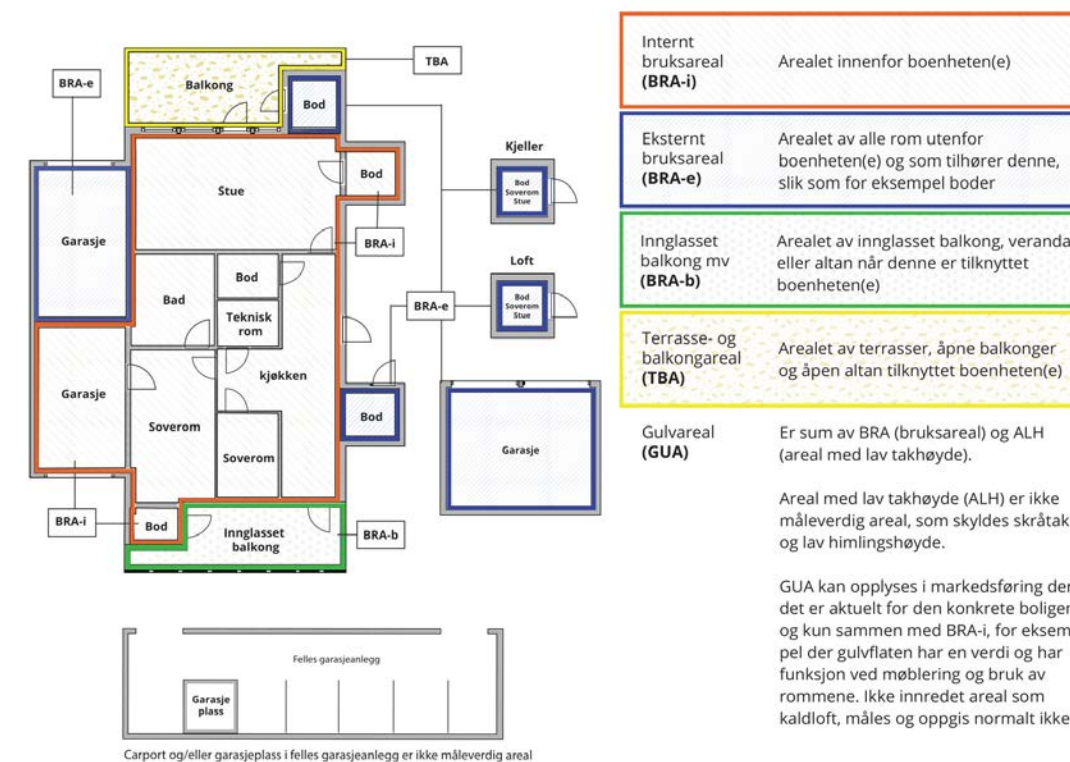 TBA
BRA-e
Balkong
Bod
Kjeller
Bod
Soverom
Stue
Stue
Bod
BRA-i
Garasje
Loft
Bod
Soverom
Stue
Bad
Bod
Teknisk
rom
BRA-e
kjøkken
Garasje
Soverom
Bod
Soverom
Garasje
BRA-i
Bod
Innglasset
balkong
BRA-b
Felles garasjeanlegg
Garasje
plass
Carport og/eller garasjeplass i felles garasjeanlegg er ikke måleverdig areal
Internt
bruksareal
(BRA-i)
Arealet innenfor boenheten(e)
Eksternt
bruksareal
(BRA-e)
Arealet av alle rom utenfor
boenheten(e) og som tilhører denne,
slik som for eksempel boder
Innglasset
balkong mv
(BRA-b)
Arealet av innglasset balkong, veranda
eller altan når denne er tilknyttet
boenheten(e)
Terrasse- og
balkongareal
(TBA)
Arealet av terrasser, åpne balkonger
og åpen altan tilknyttet boenheten(e)
Gulvareal
(GUA)
Er sum av BRA (bruksareal) og ALH
(areal med lav takhøyde).
Areal med lav takhøyde (ALH) er ikke
måleverdig areal, som skyldes skråtak
og lav himlingshøyde.
GUA kan opplyses i markedsføring der
det er aktuelt for den konkrete boligen
og kun sammen med BRA-i, for eksem
pel der gulvflaten har en verdi og har
funksjon ved møblering og bruk av
rommene. Ikke innredet areal som
kaldloft, måles og oppgis normalt ikke